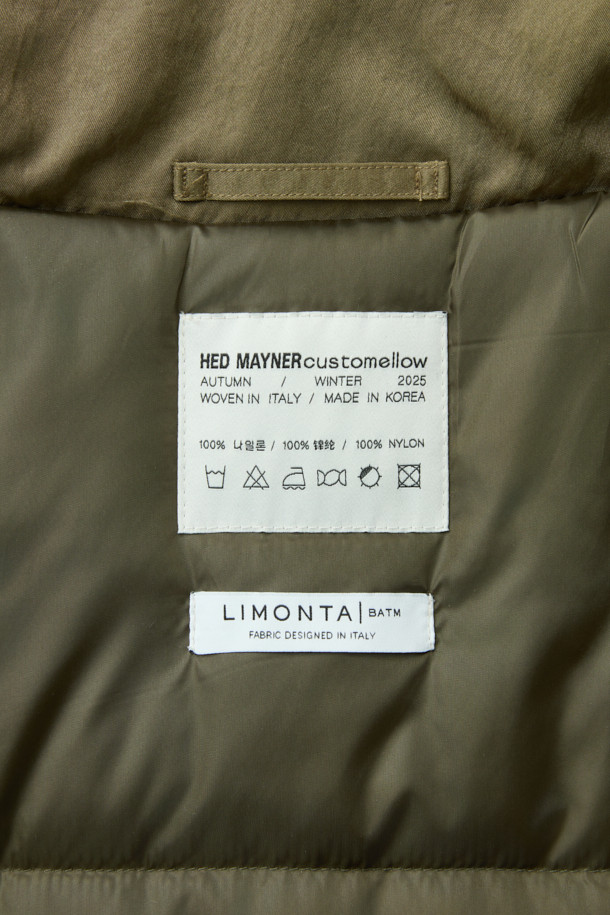 HED MAYNERcustomellow
AUTUMN / WINTER 2025
WOVEN IN ITALY / MADE IN KOREA
100% 나일론 / 100% 锦纶 / 100% NYLON
LIMONTA | BATM
FABRIC DESIGNED IN ITALY